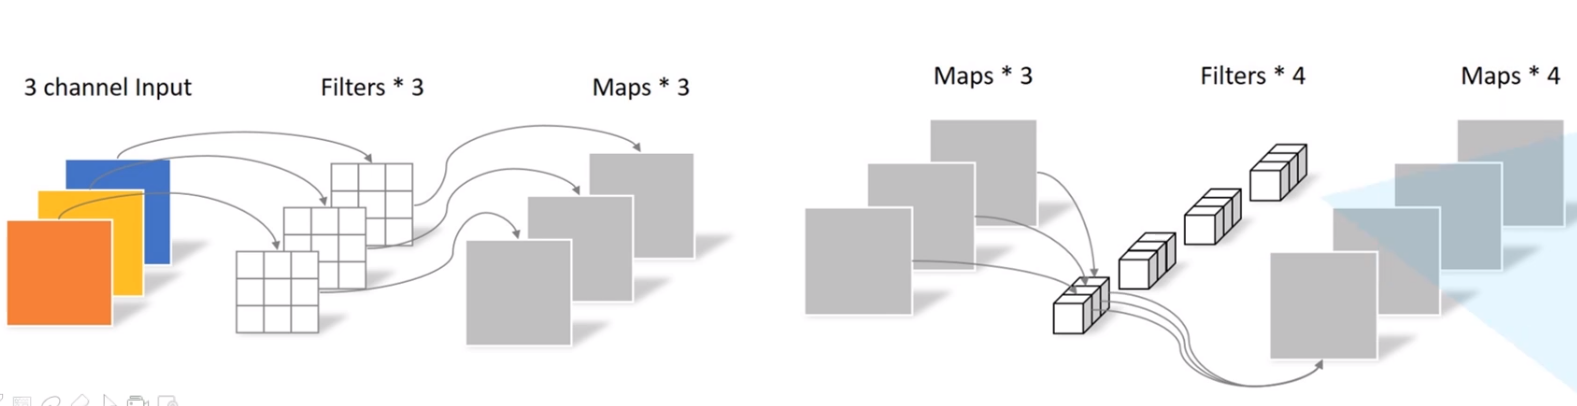 3 channel Input
Filters * 3
Maps * 3
Maps * 3
Filters * 4
Maps * 4